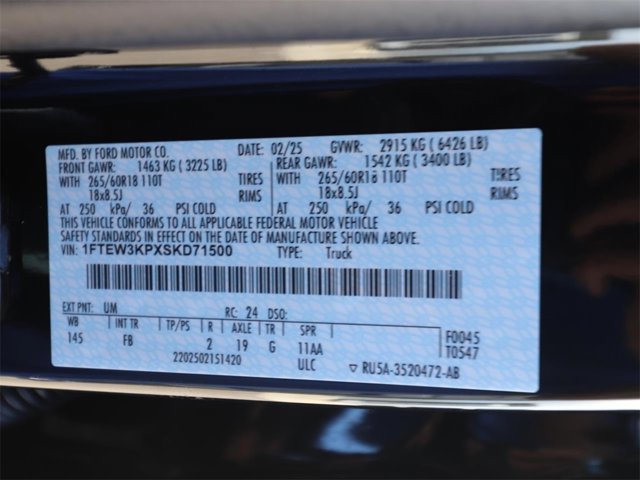 MFD. BY FORD MOTOR CO. DATE: 02/25 GVWR: 2915 KG ( 6426 LB)
FRONT GAWR: 1463 KG ( 3225 LB) REAR GAWR: 1542 KG ( 3400 LB)
WITH 265/60R18 110T TIRES WITH 265/60R18 110T TIRES
18x8.5J RIMS 18x8.5J RIMS
AT 250 kPa/ 36 PSI COLD AT 250 kPa/ 36 PSI COLD
THIS VEHICLE CONFORMS TO ALL APPLICABLE FEDERAL MOTOR VEHICLE
SAFETY STANDARDS IN EFFECT ON THE DATE OF MANUFACTURE SHOWN ABOVE.
VIN: 1FTEW3KPXSKD71500 TYPE: Truck
EXT PNT: UM RC: 24 DSO:
WB INT TR TP/PS R AXLE TR SPR F0045
145 FB 2 19 G 11AA T0547
2202502151420 ULC ▽ RU5A-3520472-AB